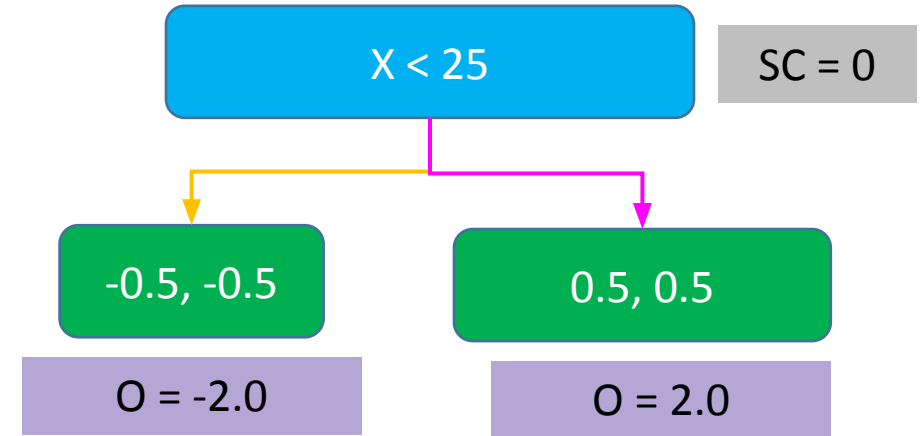 X < 25
SC = 0
-0.5, -0.5
0.5, 0.5
O = -2.0
O = 2.0